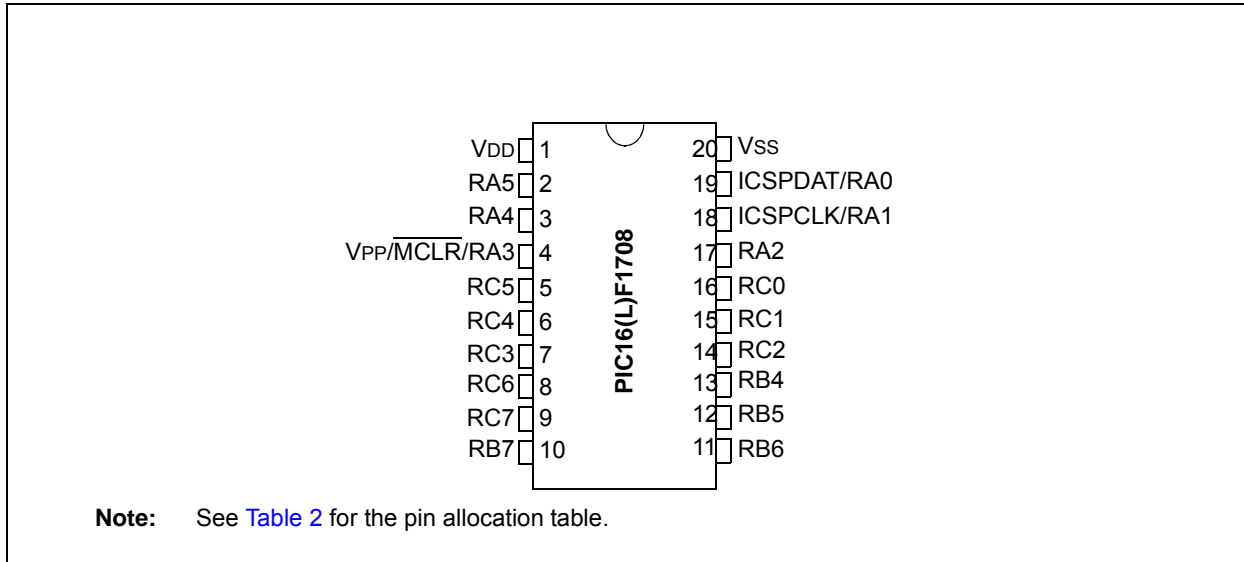 VDD 1 20 VSS
RA5 2 19 ICSPDAT/RA0
RA4 3 18 ICSPCLK/RA1
VPP/MCLR/RA3 4 17 RA2
RC5 5 16 RC0
RC4 6 15 RC1
RC3 7 14 RC2
RC6 8 13 RB4
RC7 9 12 RB5
RB7 10 11 RB6
PIC16(L)F1708
Note: See Table 2 for the pin allocation table.